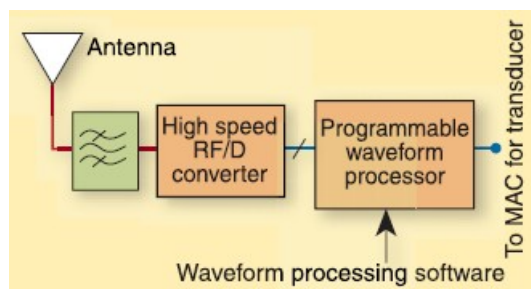 Antenna
High speed
RF/D
converter
Programmable
waveform
processor
To MAC for transducer
Waveform processing software